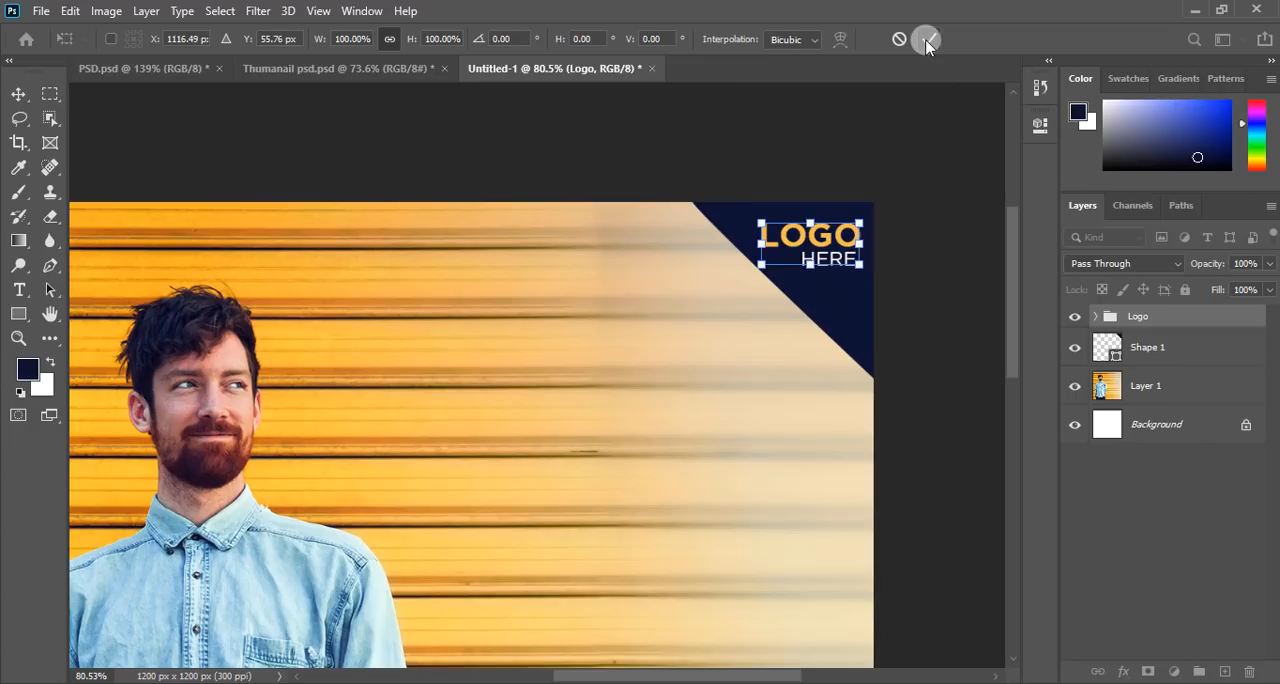 Ps File Edit Image Layer Type Select Filter 3D View Window Help
X: 1116.49 px Y: 55.76 px W: 100.00% H: 100.00% 0.00 ° H: 0.00 ° V: 0.00 ° Interpolation: Bicubic
PSD.psd @ 139% (RGB/8) * × Thumanail psd.psd @ 73.6% (RGB/8#) * × Untitled-1 @ 80.5% (Logo, RGB/8) * ×
Color Swatches Gradients Patterns
LOGO
HERE
Layers Channels Paths
Kind
Pass Through Opacity: 100%
Lock: Fill: 100%
Logo
Shape 1
Layer 1
Background
80.53% 1200 px x 1200 px (300 ppi)